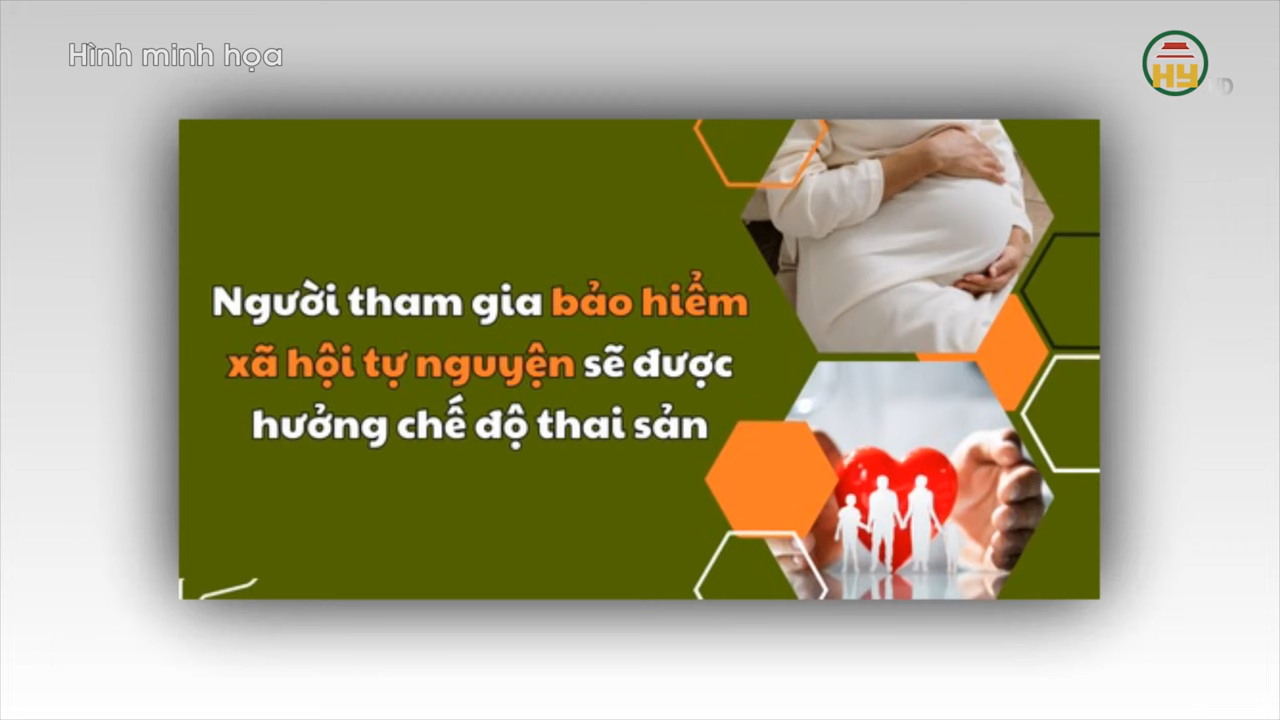 Hình minh họa
HY
HD
Người tham gia bảo hiểm
xã hội tự nguyện sẽ được
hưởng chế độ thai sản